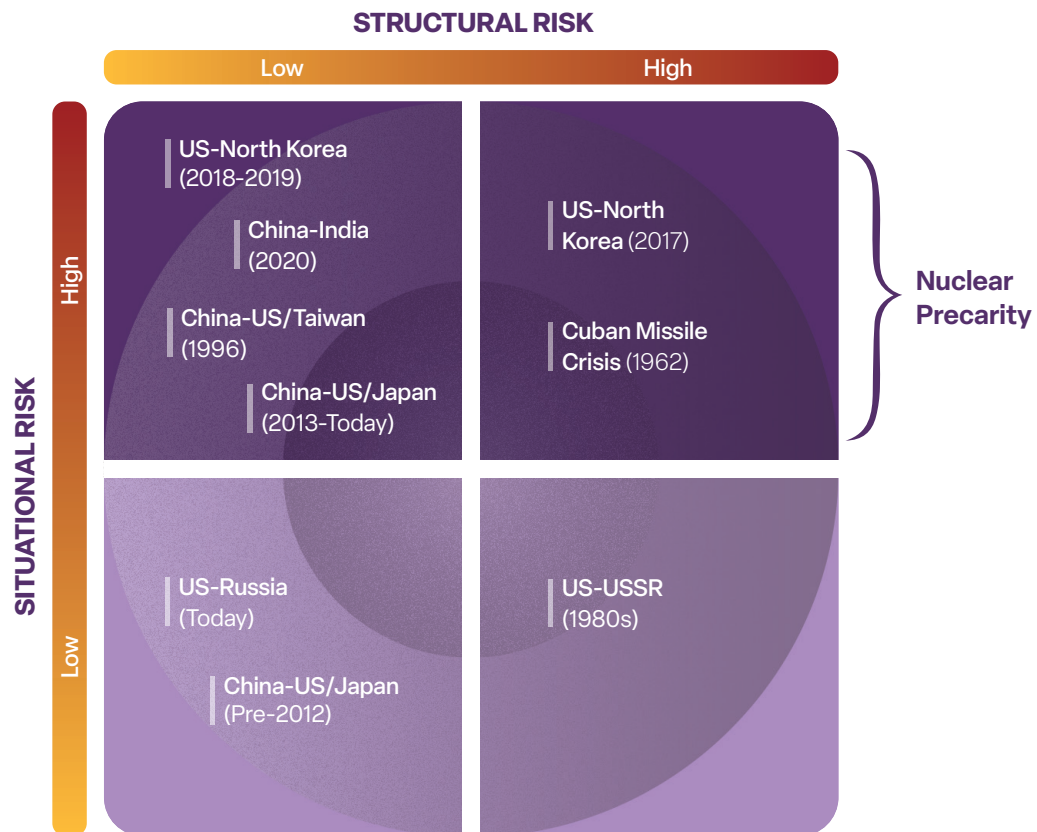 STRUCTURAL RISK
Low
High
SITUATIONAL RISK
High
Low
US-North Korea
(2018-2019)
China-India
(2020)
China-US/Taiwan
(1996)
China-US/Japan
(2013-Today)
US-North
Korea (2017)
Cuban Missile
Crisis (1962)
Nuclear
Precarity
US-Russia
(Today)
China-US/Japan
(Pre-2012)
US-USSR
(1980s)